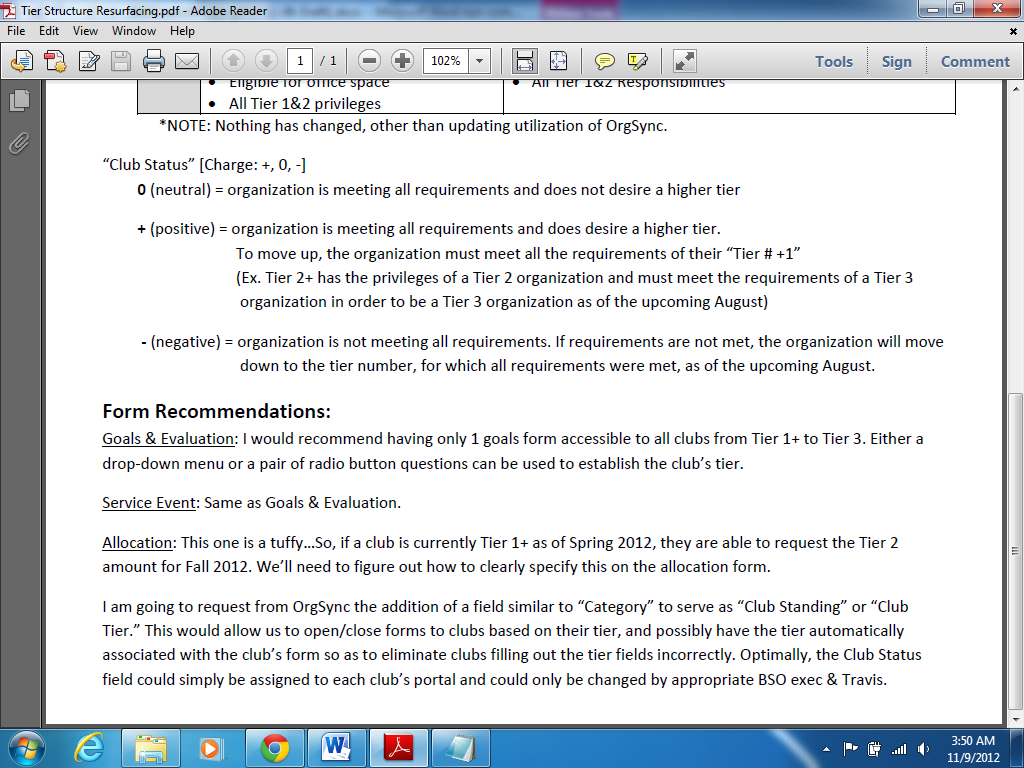 Tier Structure Resurfacing.pdf - Adobe Reader
File Edit View Window Help
1 / 1 102% Tools Sign Comment
• Eligible for office space • All Tier 1&2 Responsibilities
• All Tier 1&2 privileges
*NOTE: Nothing has changed, other than updating utilization of OrgSync.
“Club Status” [Charge: +, 0, -]
0 (neutral) = organization is meeting all requirements and does not desire a higher tier
+ (positive) = organization is meeting all requirements and does desire a higher tier.
To move up, the organization must meet all the requirements of their “Tier # +1”
(Ex. Tier 2+ has the privileges of a Tier 2 organization and must meet the requirements of a Tier 3
organization in order to be a Tier 3 organization as of the upcoming August)
- (negative) = organization is not meeting all requirements. If requirements are not met, the organization will move
down to the tier number, for which all requirements were met, as of the upcoming August.
Form Recommendations:
Goals & Evaluation: I would recommend having only 1 goals form accessible to all clubs from Tier 1+ to Tier 3. Either a
drop-down menu or a pair of radio button questions can be used to establish the club’s tier.
Service Event: Same as Goals & Evaluation.
Allocation: This one is a tuffy…So, if a club is currently Tier 1+ as of Spring 2012, they are able to request the Tier 2
amount for Fall 2012. We’ll need to figure out how to clearly specify this on the allocation form.
I am going to request from OrgSync the addition of a field similar to “Category” to serve as “Club Standing” or “Club
Tier.” This would allow us to open/close forms to clubs based on their tier, and possibly have the tier automatically
associated with the club’s form so as to eliminate clubs filling out the tier fields incorrectly. Optimally, the Club Status
field could simply be assigned to each club’s portal and could only be changed by appropriate BSO exec & Travis.
3:50 AM
11/9/2012